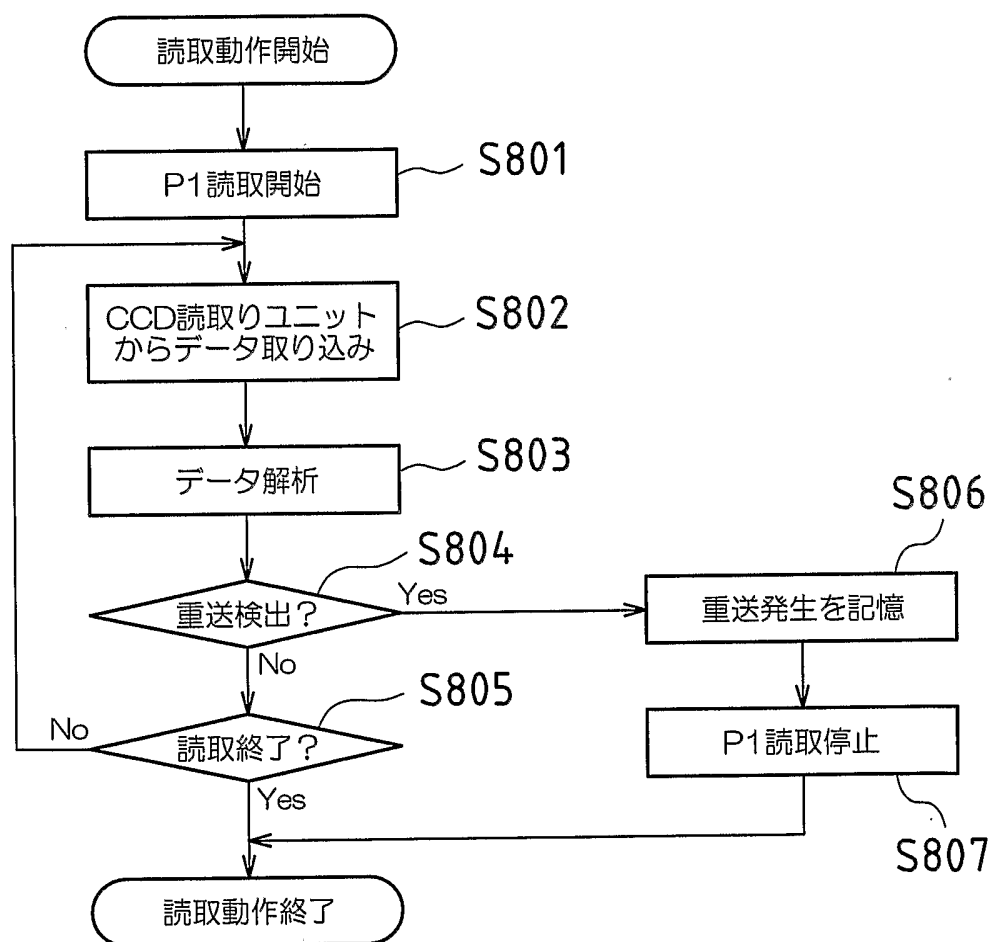 読取動作開始
P1読取開始
S801
CCD読取りユニット
からデータ取り込み
S802
データ解析
S803
重送検出?
S804
Yes
No
重送発生を記憶
S806
読取終了?
S805
No
Yes
P1読取停止
S807
読取動作終了